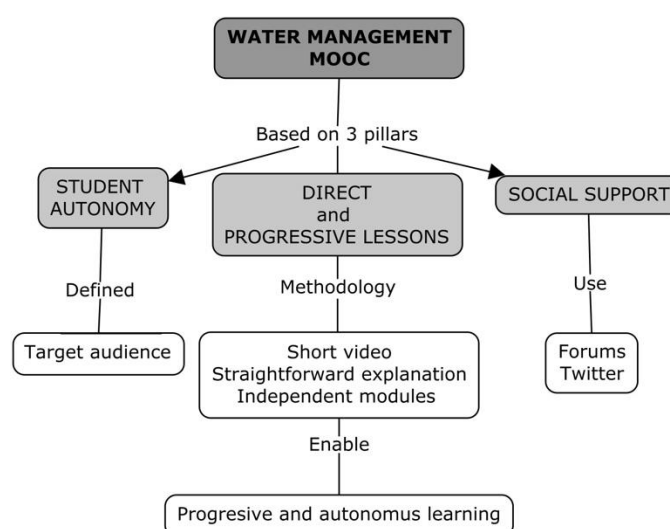 WATER MANAGEMENT
MOOC
Based on 3 pillars
STUDENT
AUTONOMY
DIRECT
and
PROGRESSIVE LESSONS
SOCIAL SUPPORT
Defined
Methodology
Use
Target audience
Short video
Straightforward explanation
Independent modules
Forums
Twitter
Enable
Progresive and autonomus learning